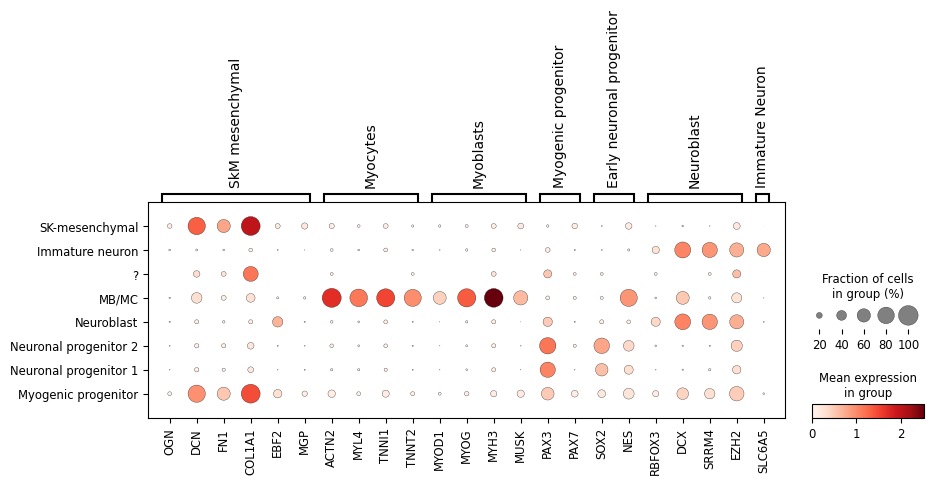 SkM mesenchymal
Myocytes
Myoblasts
Myogenic progenitor
Early neuronal progenitor
Neuroblast
Immature Neuron
SK-mesenchymal
Immature neuron
?
MB/MC
Neuroblast
Neuronal progenitor 2
Neuronal progenitor 1
Myogenic progenitor
OGN
DCN
FN1
COL1A1
EBF2
MGP
ACTN2
MYL4
TNNI1
TNNT2
MYOD1
MYOG
MYH3
MUSK
PAX3
PAX7
SOX2
NES
RBFOX3
DCX
SRRM4
EZH2
SLC6A5
Fraction of cells
in group (%)
20 40 60 80 100
Mean expression
in group
0 1 2